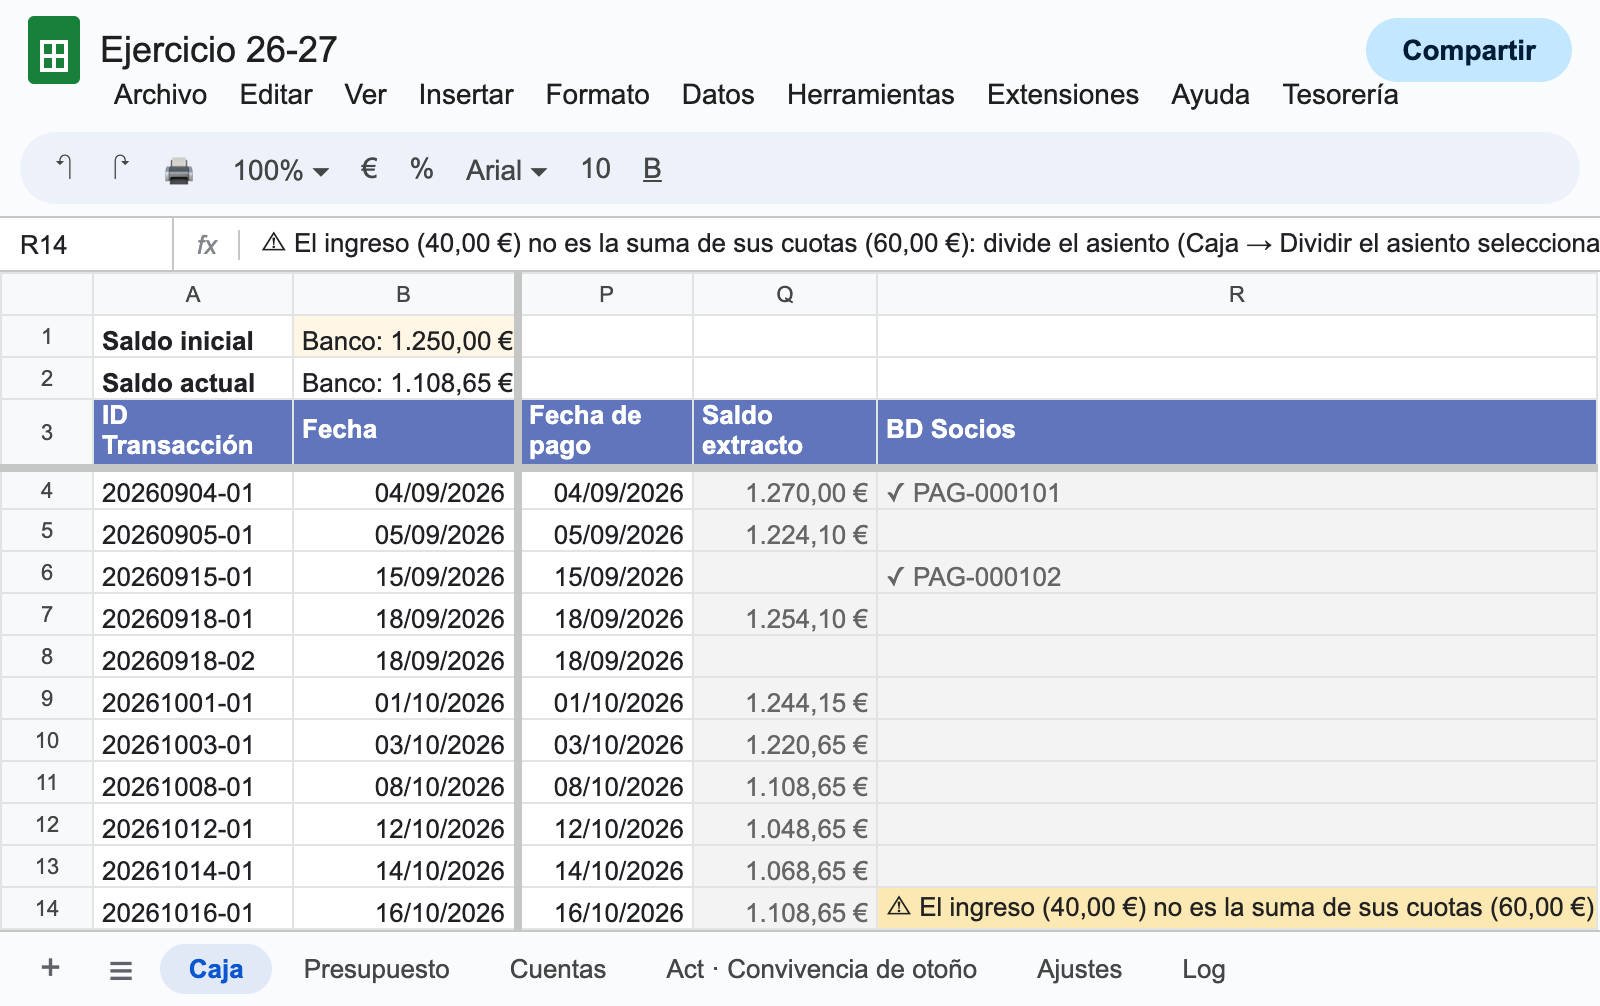 Ejercicio 26-27
Compartir
Archivo Editar Ver Insertar Formato Datos Herramientas Extensiones Ayuda Tesorería
100% € % Arial 10 B
R14 fx ⚠ El ingreso (40,00 €) no es la suma de sus cuotas (60,00 €): divide el asiento (Caja → Dividir el asiento selecciona
A B P Q R
1 Saldo inicial Banco: 1.250,00 €
2 Saldo actual Banco: 1.108,65 €
3 ID Transacción Fecha Fecha de pago Saldo extracto BD Socios
4 20260904-01 04/09/2026 04/09/2026 1.270,00 € ✓ PAG-000101
5 20260905-01 05/09/2026 05/09/2026 1.224,10 €
6 20260915-01 15/09/2026 15/09/2026 ✓ PAG-000102
7 20260918-01 18/09/2026 18/09/2026 1.254,10 €
8 20260918-02 18/09/2026 18/09/2026
9 20261001-01 01/10/2026 01/10/2026 1.244,15 €
10 20261003-01 03/10/2026 03/10/2026 1.220,65 €
11 20261008-01 08/10/2026 08/10/2026 1.108,65 €
12 20261012-01 12/10/2026 12/10/2026 1.048,65 €
13 20261014-01 14/10/2026 14/10/2026 1.068,65 €
14 20261016-01 16/10/2026 16/10/2026 1.108,65 € ⚠ El ingreso (40,00 €) no es la suma de sus cuotas (60,00 €)
+ ≡ Caja Presupuesto Cuentas Act · Convivencia de otoño Ajustes Log